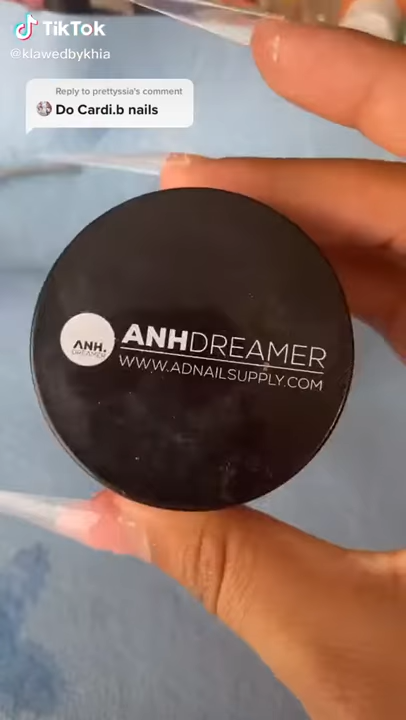 TikTok
@klawedbykhia
Reply to prettyssia's comment
Do Cardi.b nails
ANH.
DREAMER
ANHDREAMER
WWW.ADNAILSUPPLY.COM